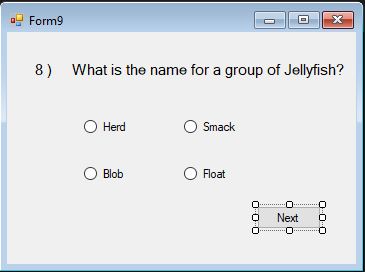 Form9
8 ) What is the name for a group of Jellyfish?
Herd Smack
Blob Float
Next